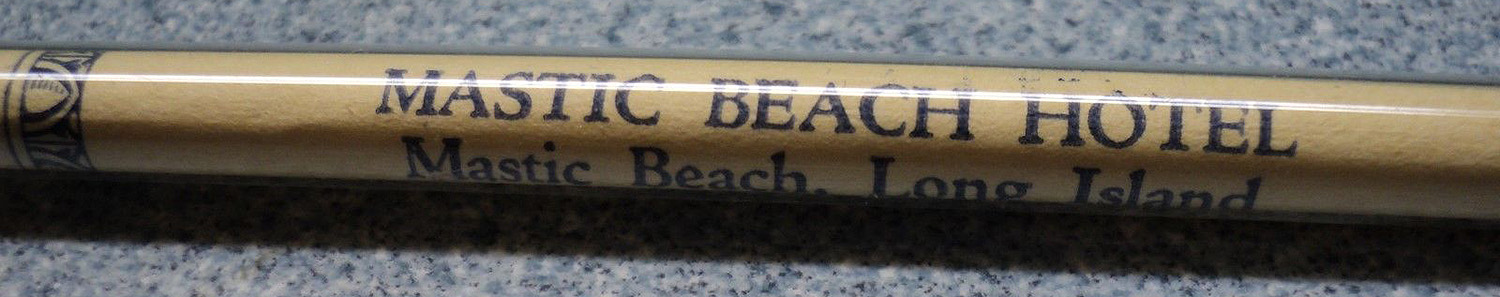 MASTIC BEACH HOTEL
Mastic Beach, Long Island